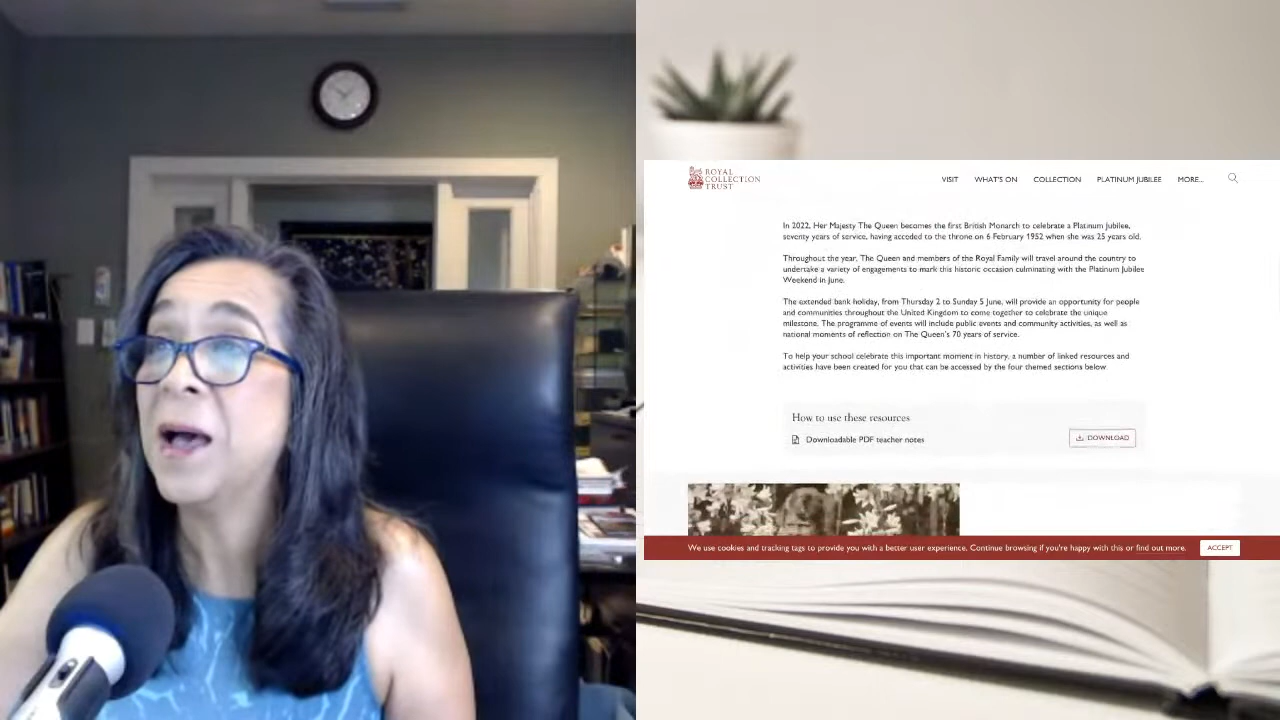 ROYAL
COLLECTION
TRUST
VISIT WHAT'S ON COLLECTION PLATINUM JUBILEE MORE...
In 2022, Her Majesty The Queen becomes the first British Monarch to celebrate a Platinum Jubilee,
seventy years of service, having acceded to the throne on 6 February 1952 when she was 25 years old.
Throughout the year, The Queen and members of the Royal Family will travel around the country to
undertake a variety of engagements to mark this historic occasion culminating with the Platinum Jubilee
Weekend in June.
The extended bank holiday, from Thursday 2 to Sunday 5 June, will provide an opportunity for people
and communities throughout the United Kingdom to come together to celebrate the unique
milestone. The programme of events will include public events and community activities, as well as
national moments of reflection on The Queen's 70 years of service.
To help your school celebrate this important moment in history, a number of linked resources and
activities have been created for you that can be accessed by the four themed sections below
How to use these resources
Downloadable PDF teacher notes
DOWNLOAD
We use cookies and tracking tags to provide you with a better user experience. Continue browsing if you're happy with this or find out more. ACCEPT